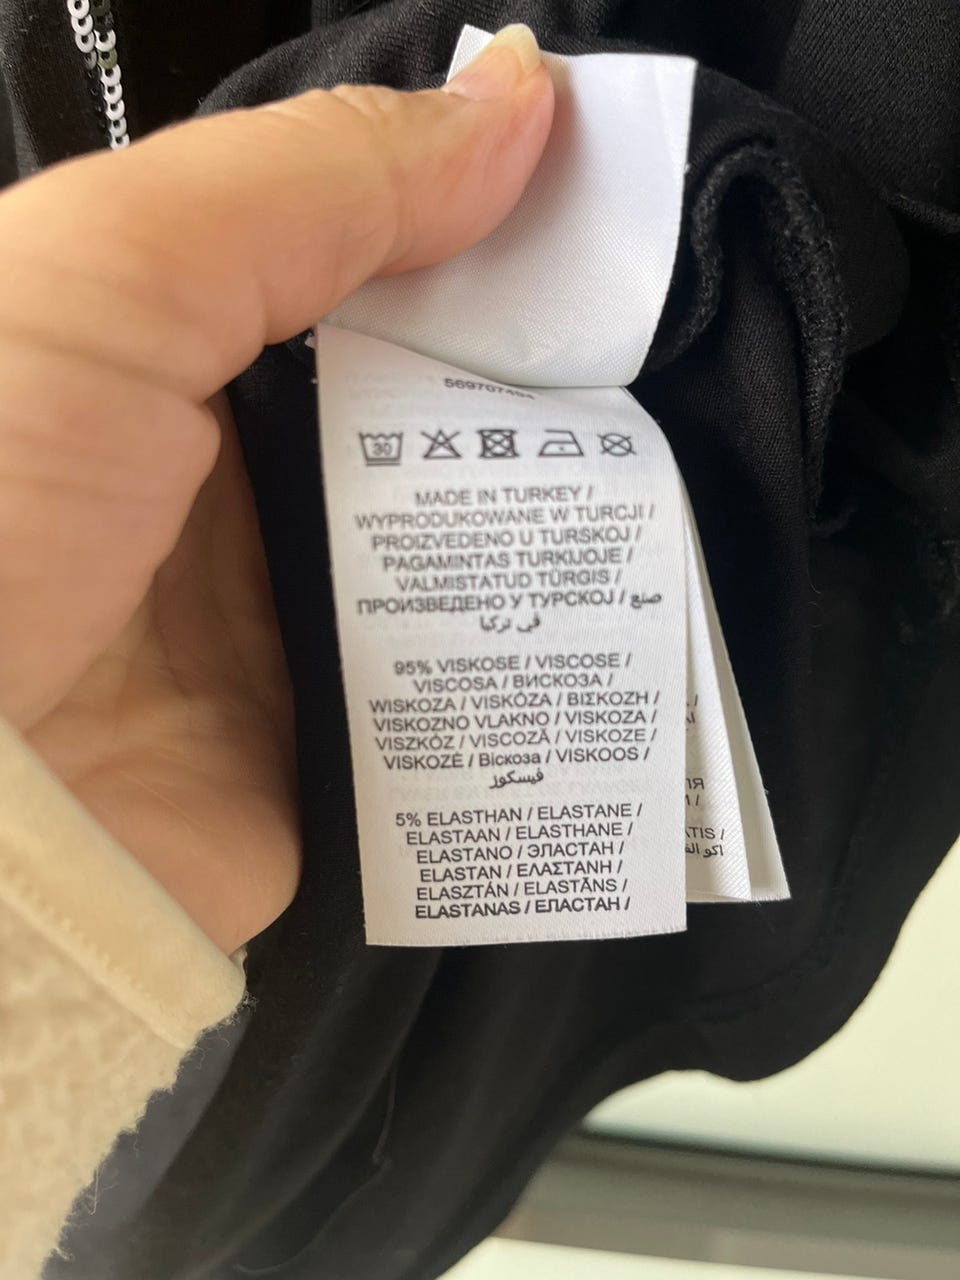 569707494
30
MADE IN TURKEY /
WYPRODUKOWANE W TURCJI /
PROIZVEDENO U TURSKOJ /
PAGAMINTAS TURKIJOJE /
VALMISTATUD TÜRGIS /
ПРОИЗВЕДЕНО У ТУРСКОЈ / صنع
في تركيا
95% VISKOSE / VISCOSE /
VISCOSA / ВИСКОЗА /
WISKOZA / VISKÓZA / ΒΙΣΚΟΖΗ /
VISKOZNO VLAKNO / VISKOZA /
VISZKÓZ / VISCOZĂ / VISKOZE /
VISKOZĖ / Віскоза / VISKOOS /
فيسكوز
5% ELASTHAN / ELASTANE /
ELASTAAN / ELASTHANE /
ELASTANO / ЭЛАСТАН /
ELASTAN / ΕΛΑΣΤΑΝΗ /
ELASZTÁN / ELASTĀNS /
ELASTANAS / ЕЛАСТАН /